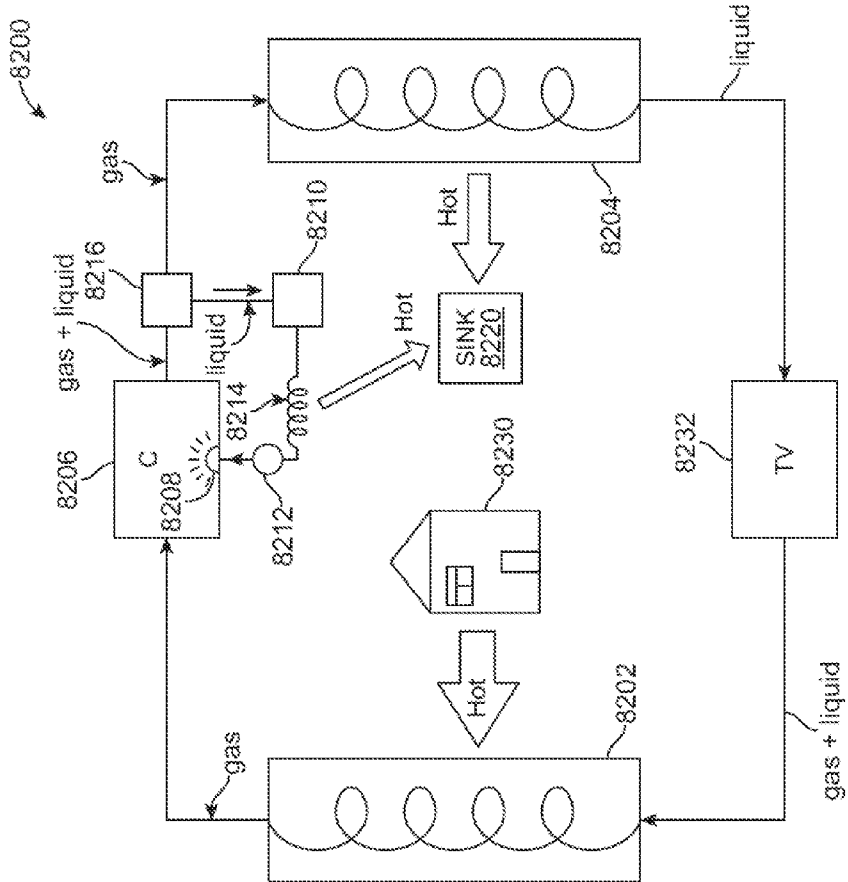 8200
gas
gas + liquid
8216
8206
C
8208
liquid
8210
8214
8212
Hot
Hot
8204
SINK
8220
8230
Hot
8202
gas
8232
TV
liquid
gas + liquid